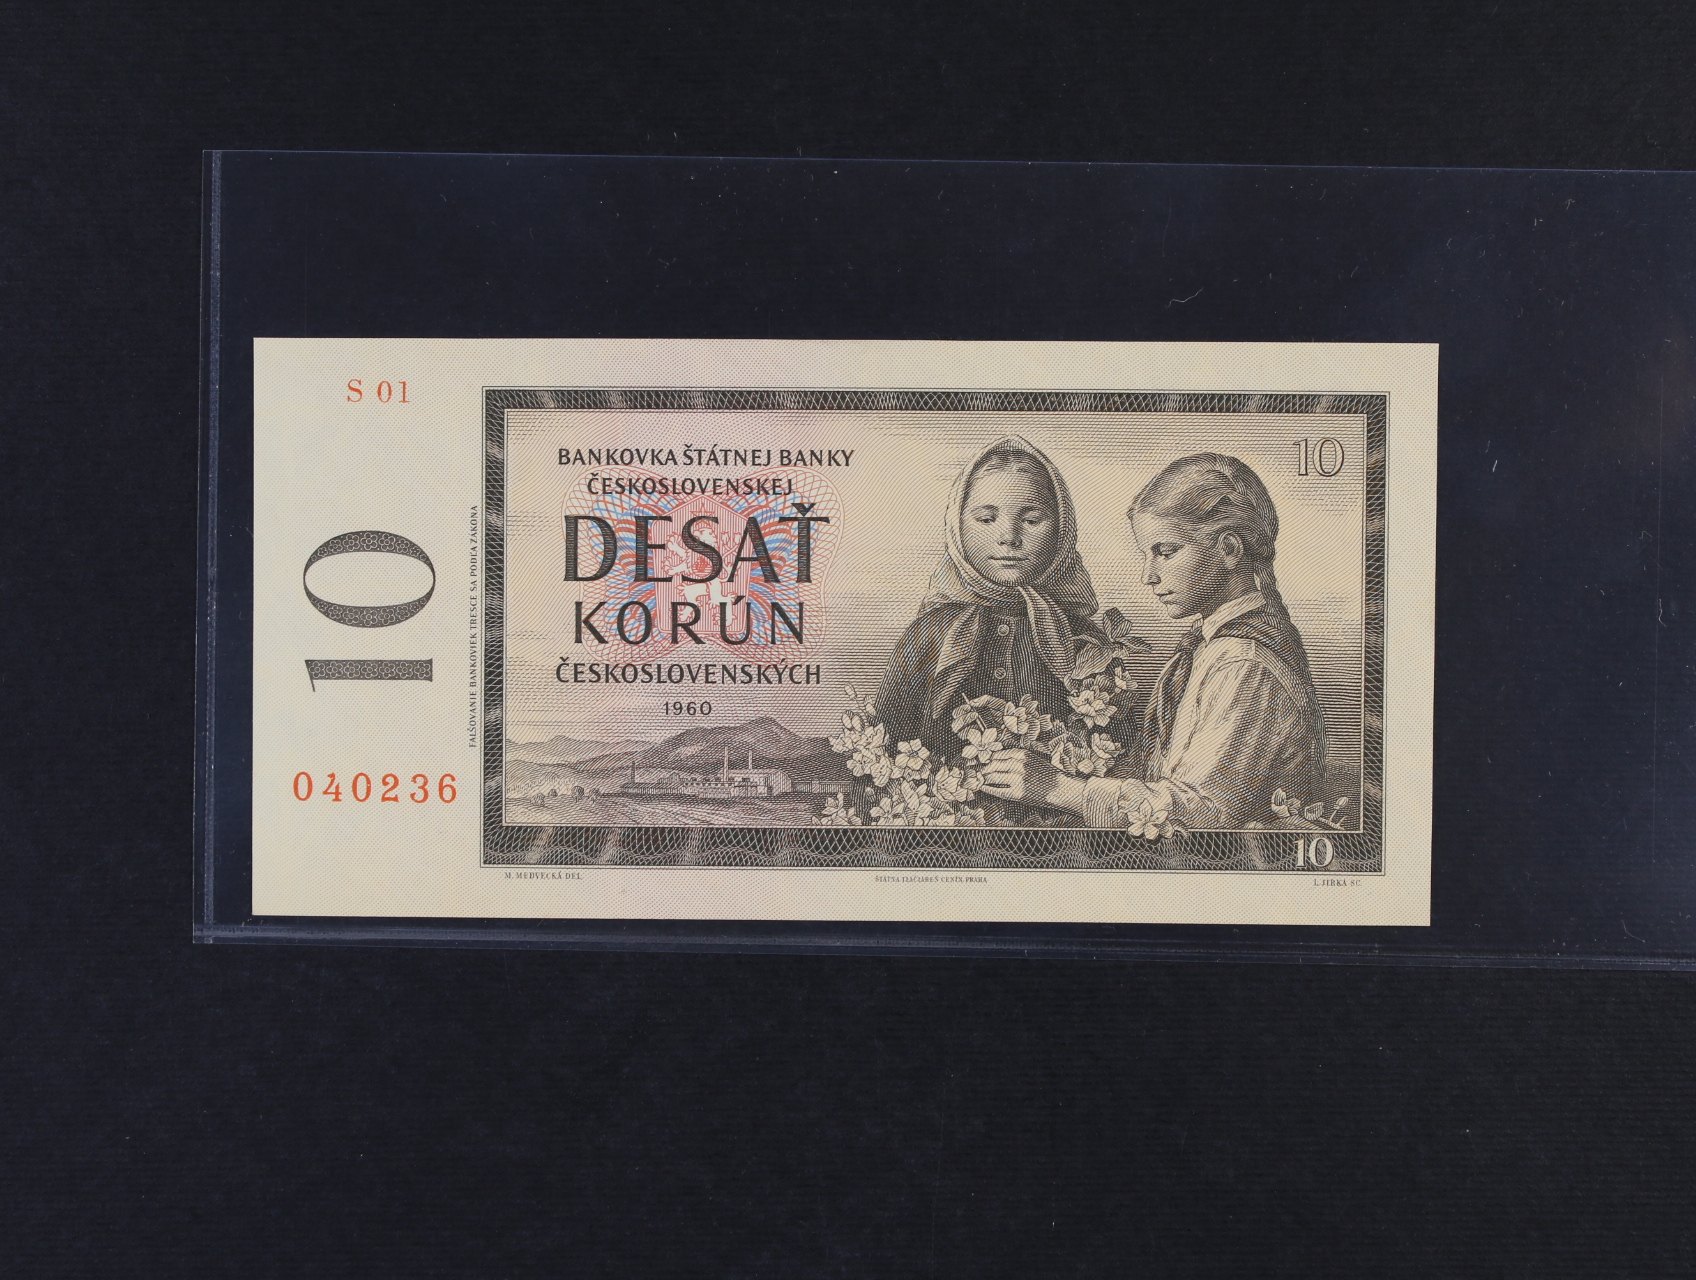 S 01
10
BANKOVKA ŠTÁTNEJ BANKY
ČESKOSLOVENSKEJ
DESAŤ
KORÚN
ČESKOSLOVENSKÝCH
1960
10
FALŠOVANIE BANKOVIEK TRESCE SA PODĽA ZÁKONA
040236
10
M. MEDVECKÁ DEL.
ŠTÁTNA TLAČIAREŇ CENÍN, PRAHA
L. JIRKA SC.